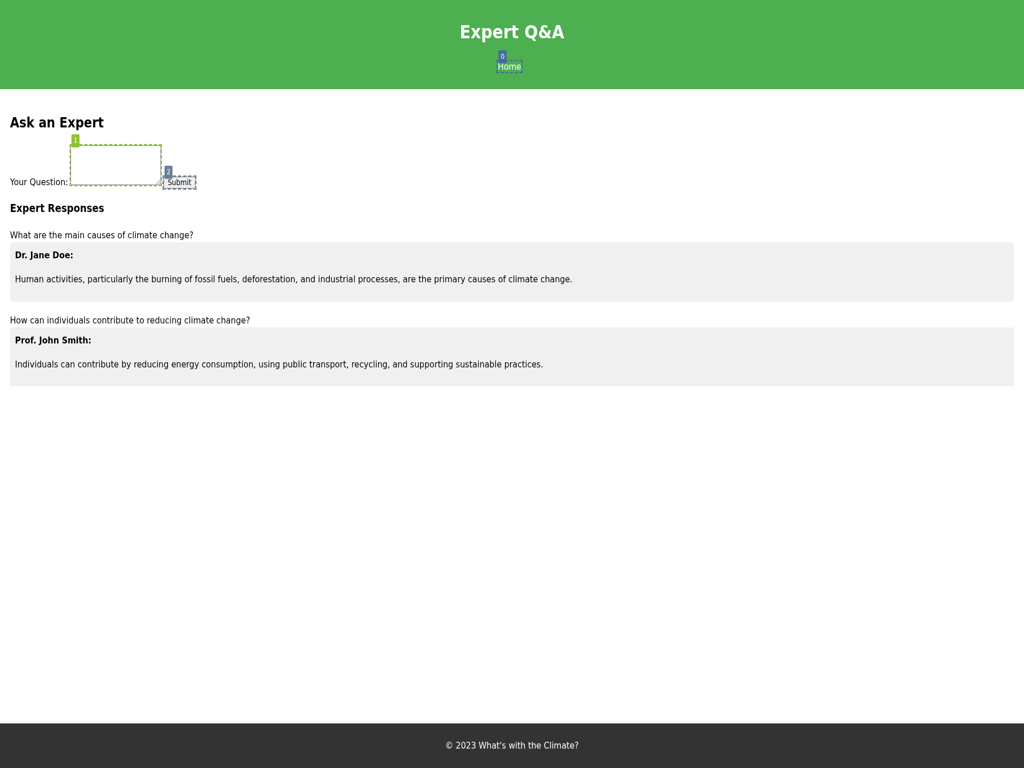 Expert Q&A
0
Home
Ask an Expert
1
2
Your Question:
Submit
Expert Responses
What are the main causes of climate change?
Dr. Jane Doe:
Human activities, particularly the burning of fossil fuels, deforestation, and industrial processes, are the primary causes of climate change.
How can individuals contribute to reducing climate change?
Prof. John Smith:
Individuals can contribute by reducing energy consumption, using public transport, recycling, and supporting sustainable practices.
© 2023 What's with the Climate?